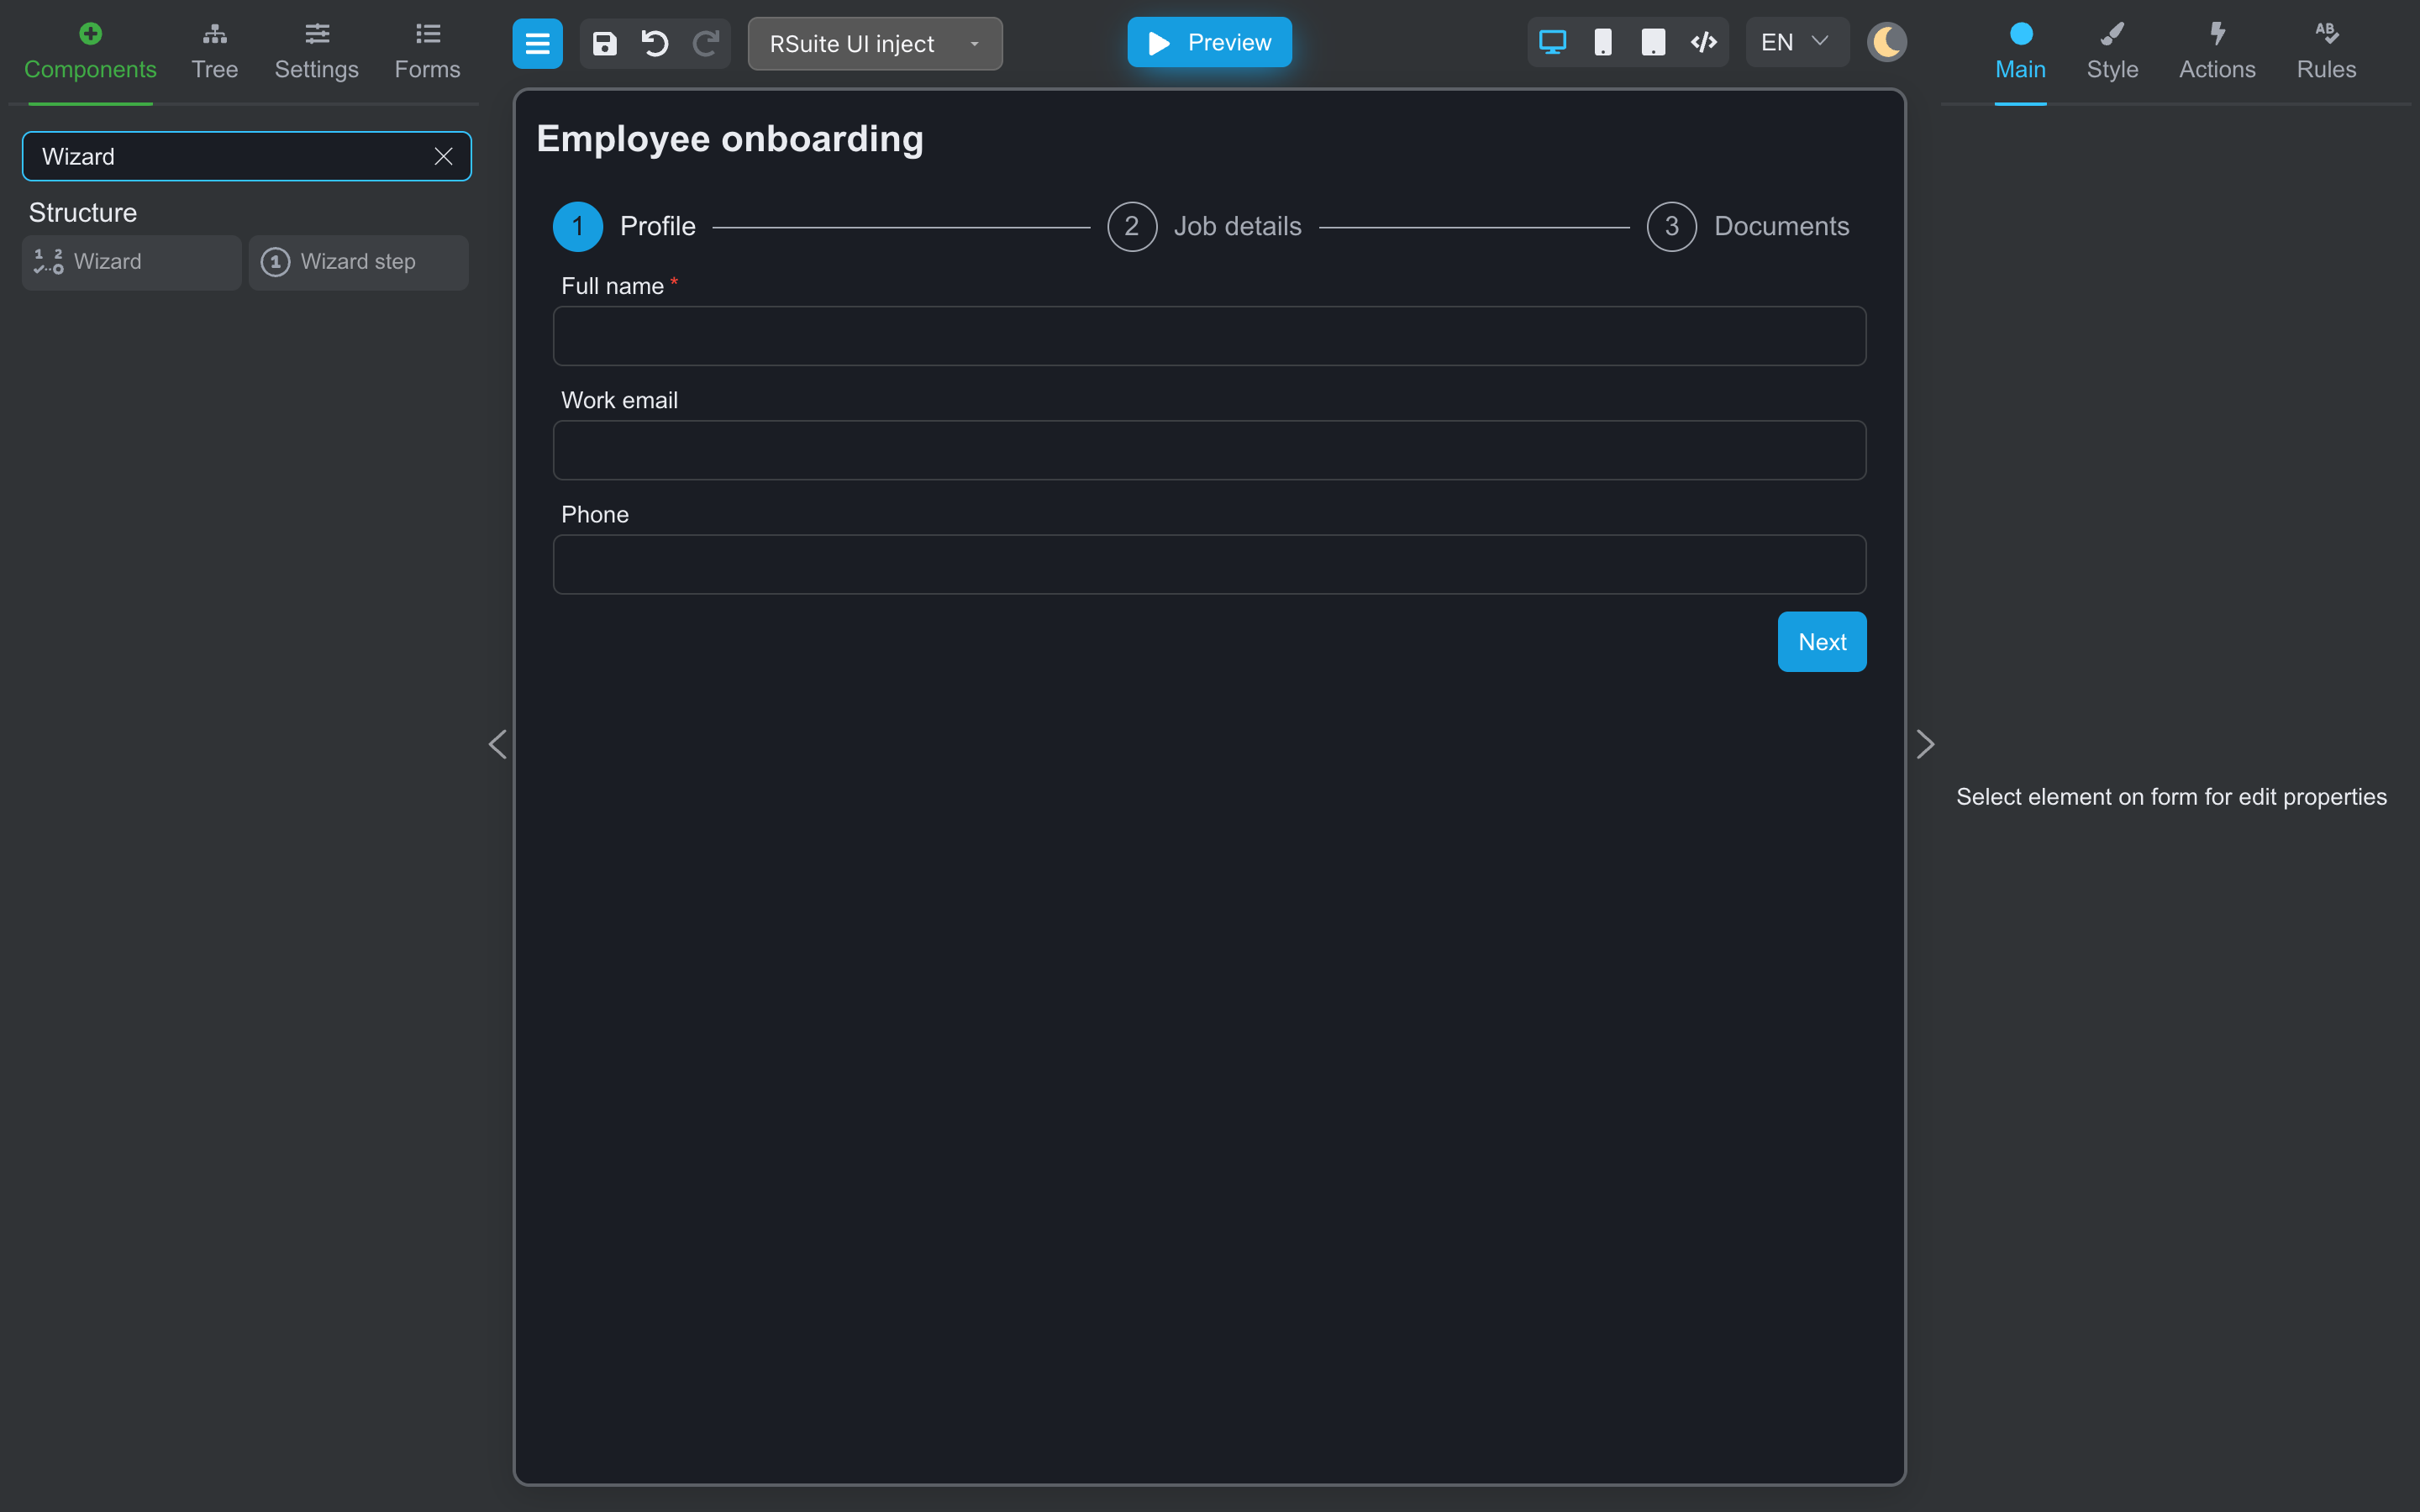 Components Tree Settings Forms
RSuite UI inject
Preview
EN
Main Style Actions Rules
Wizard
Structure
Wizard
Wizard step
Employee onboarding
1 Profile 2 Job details 3 Documents
Full name *
Work email
Phone
Next
Select element on form for edit properties